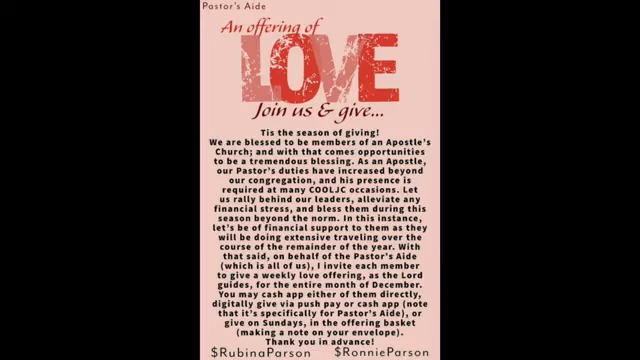 Pastor's Aide
An offering of
LOVE
Join us & give...
Tis the season of giving!
We are blessed to be members of an Apostle's
Church; and with that comes opportunities
to be a tremendous blessing. As an Apostle,
our Pastor's duties have increased beyond
our congregation, and his presence is
required at many COOLJC occasions. Let
us rally behind our leaders, alleviate any
financial stress, and bless them during this
season beyond the norm. In this instance,
let's be of financial support to them as they
will be doing extensive traveling over the
course of the remainder of the year. With
that said, on behalf of the Pastor's Aide
(which is all of us), I invite each member
to give a weekly love offering, as the Lord
guides, for the entire month of December.
You may cash app either of them directly,
digitally give via push pay or cash app (note
that it's specifically for Pastor's Aide), or
give on Sundays, in the offering basket
(making a note on your envelope).
Thank you in advance!
$RubinaParson $RonnieParson